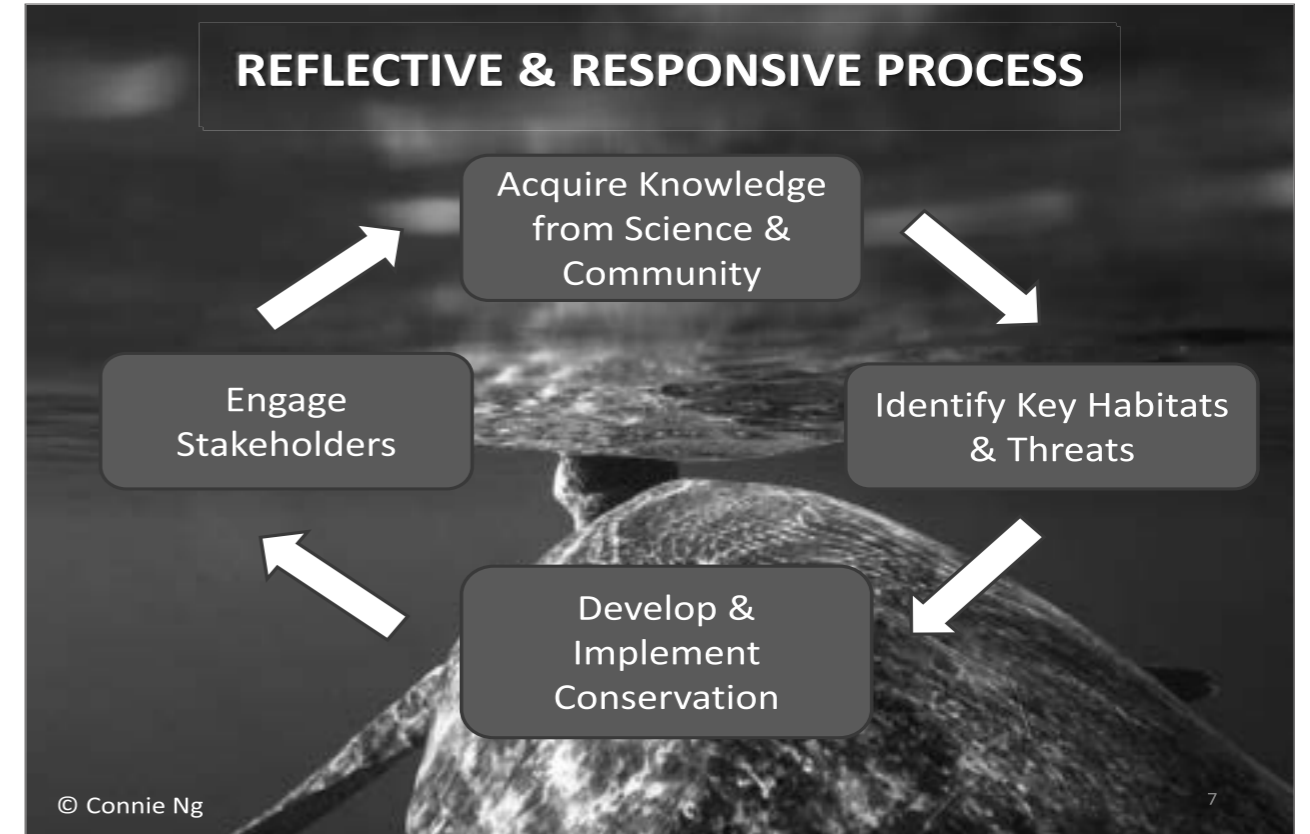 REFLECTIVE & RESPONSIVE PROCESS
Acquire Knowledge
from Science &
Community
Engage
Stakeholders
Identify Key Habitats
& Threats
Develop &
Implement
Conservation
© Connie Ng
7